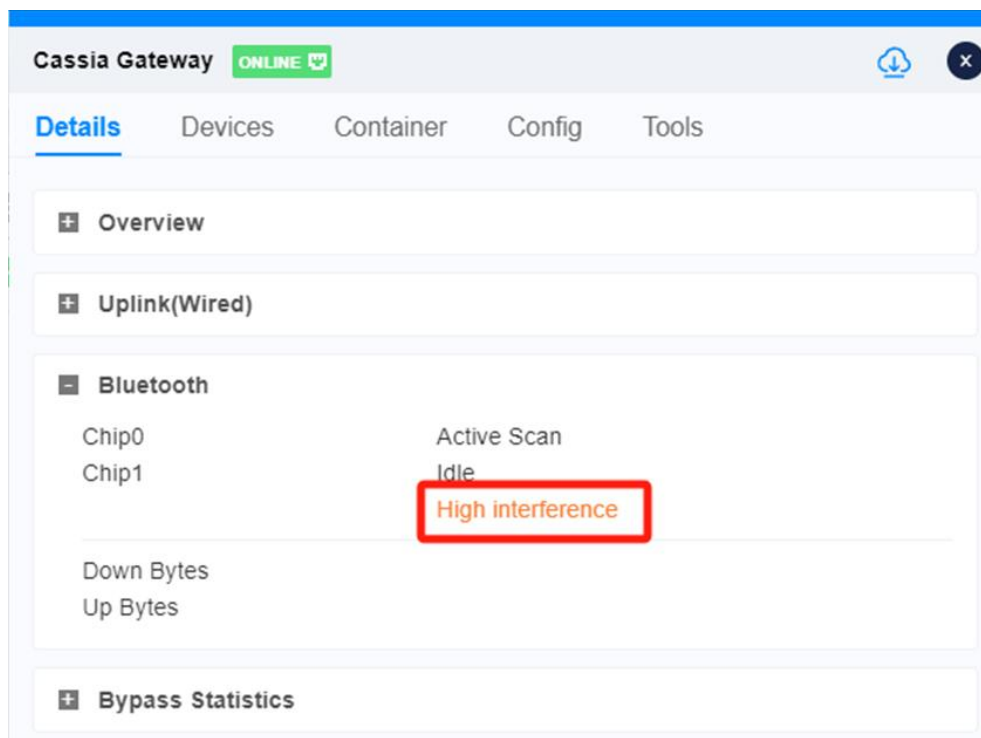 Cassia Gateway ONLINE
Details Devices Container Config Tools
Overview
Uplink(Wired)
Bluetooth
Chip0 Active Scan
Chip1 Idle
High interference
Down Bytes
Up Bytes
Bypass Statistics